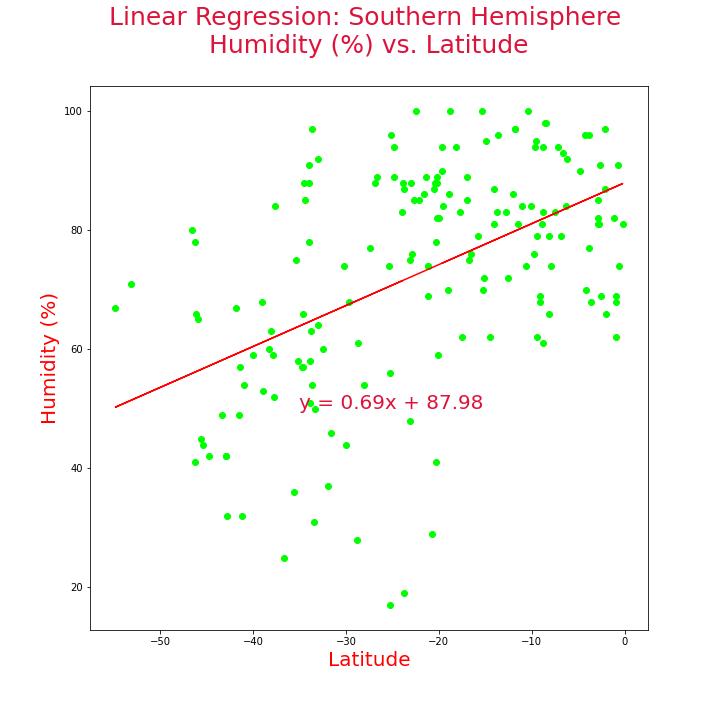 Linear Regression: Southern Hemisphere
Humidity (%) vs. Latitude
100
80
60
40
20
Humidity (%)
y = 0.69x + 87.98
−50
−40
−30
−20
−10
0
Latitude